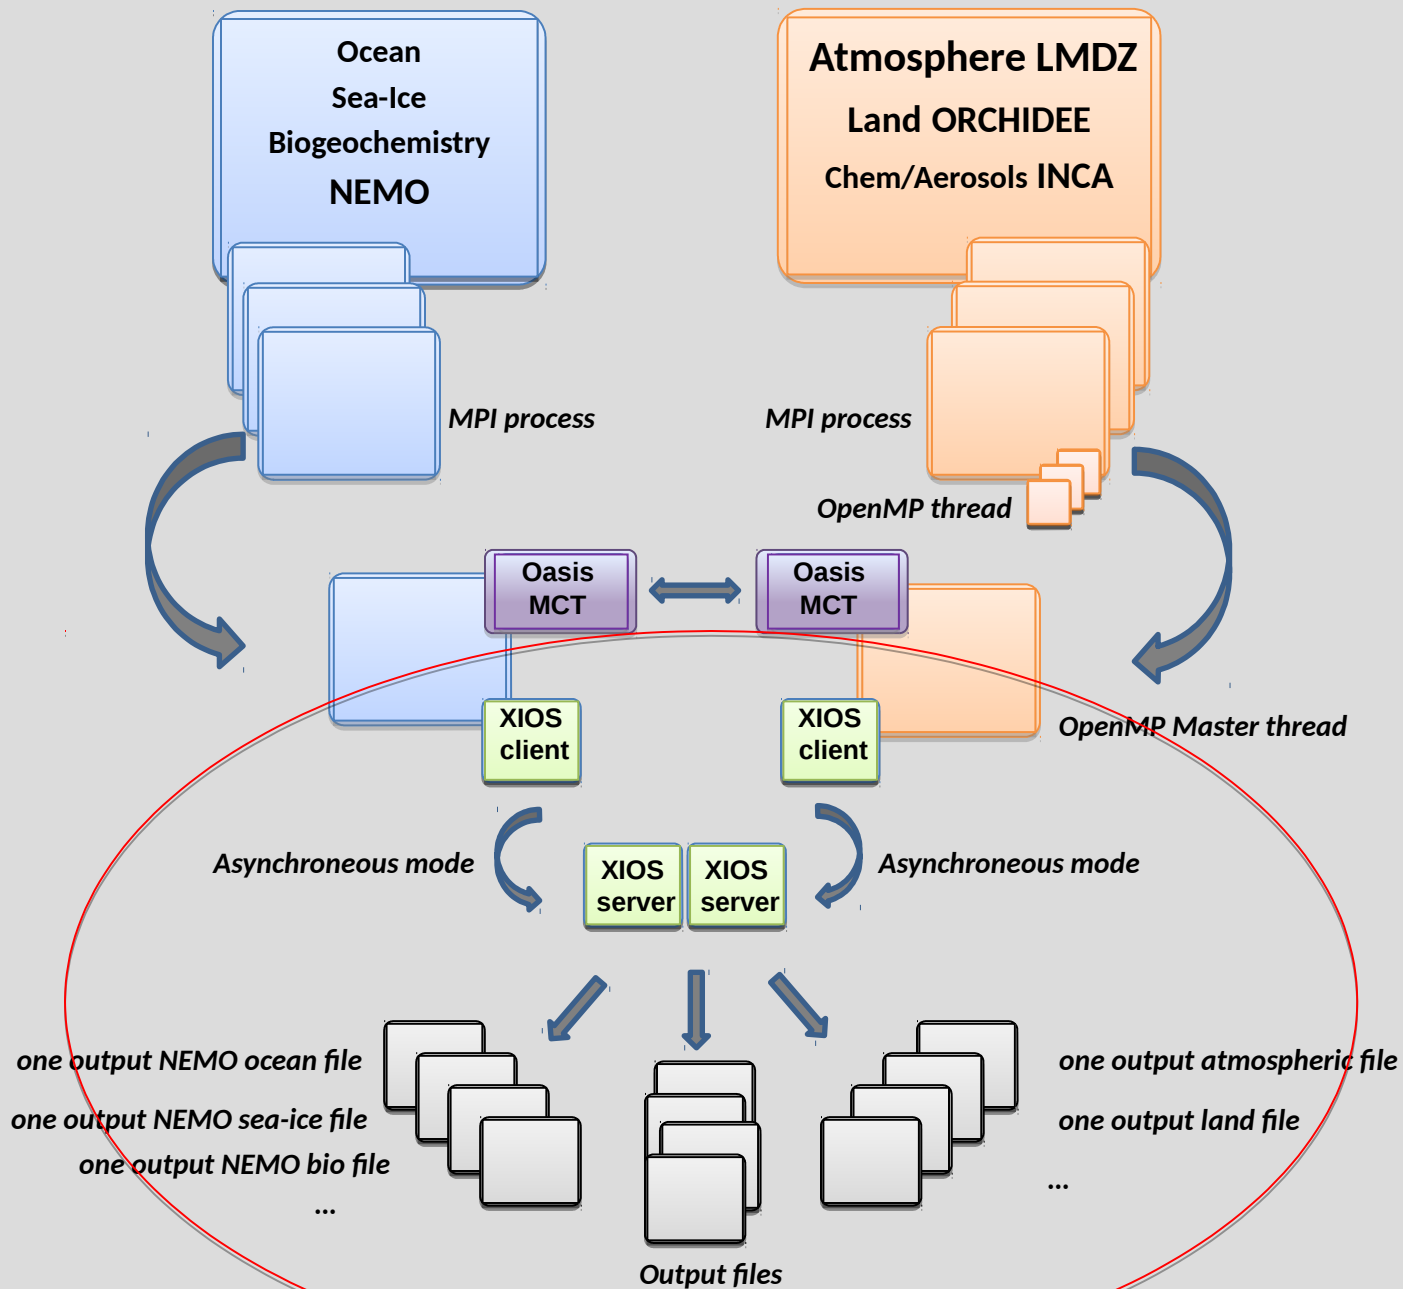 Ocean
Sea-Ice
Biogeochemistry
NEMO
Atmosphere LMDZ
Land ORCHIDEE
Chem/Aerosols INCA
MPI process
MPI process
OpenMP thread
Oasis
MCT
Oasis
MCT
XIOS
client
XIOS
client
OpenMP Master thread
Asynchroneous mode
XIOS
server
XIOS
server
Asynchroneous mode
one output NEMO ocean file
one output NEMO sea-ice file
one output NEMO bio file
...
one output atmospheric file
one output land file
...
Output files